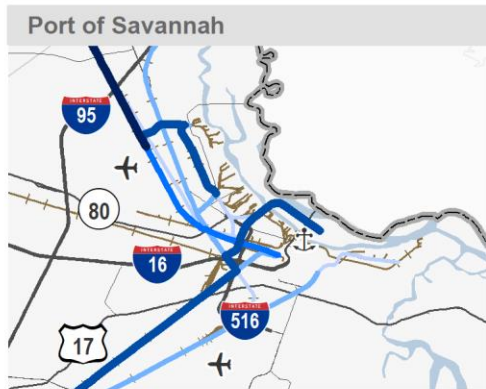 Port of Savannah
INTERSTATE
95
80
INTERSTATE
16
INTERSTATE
516
17